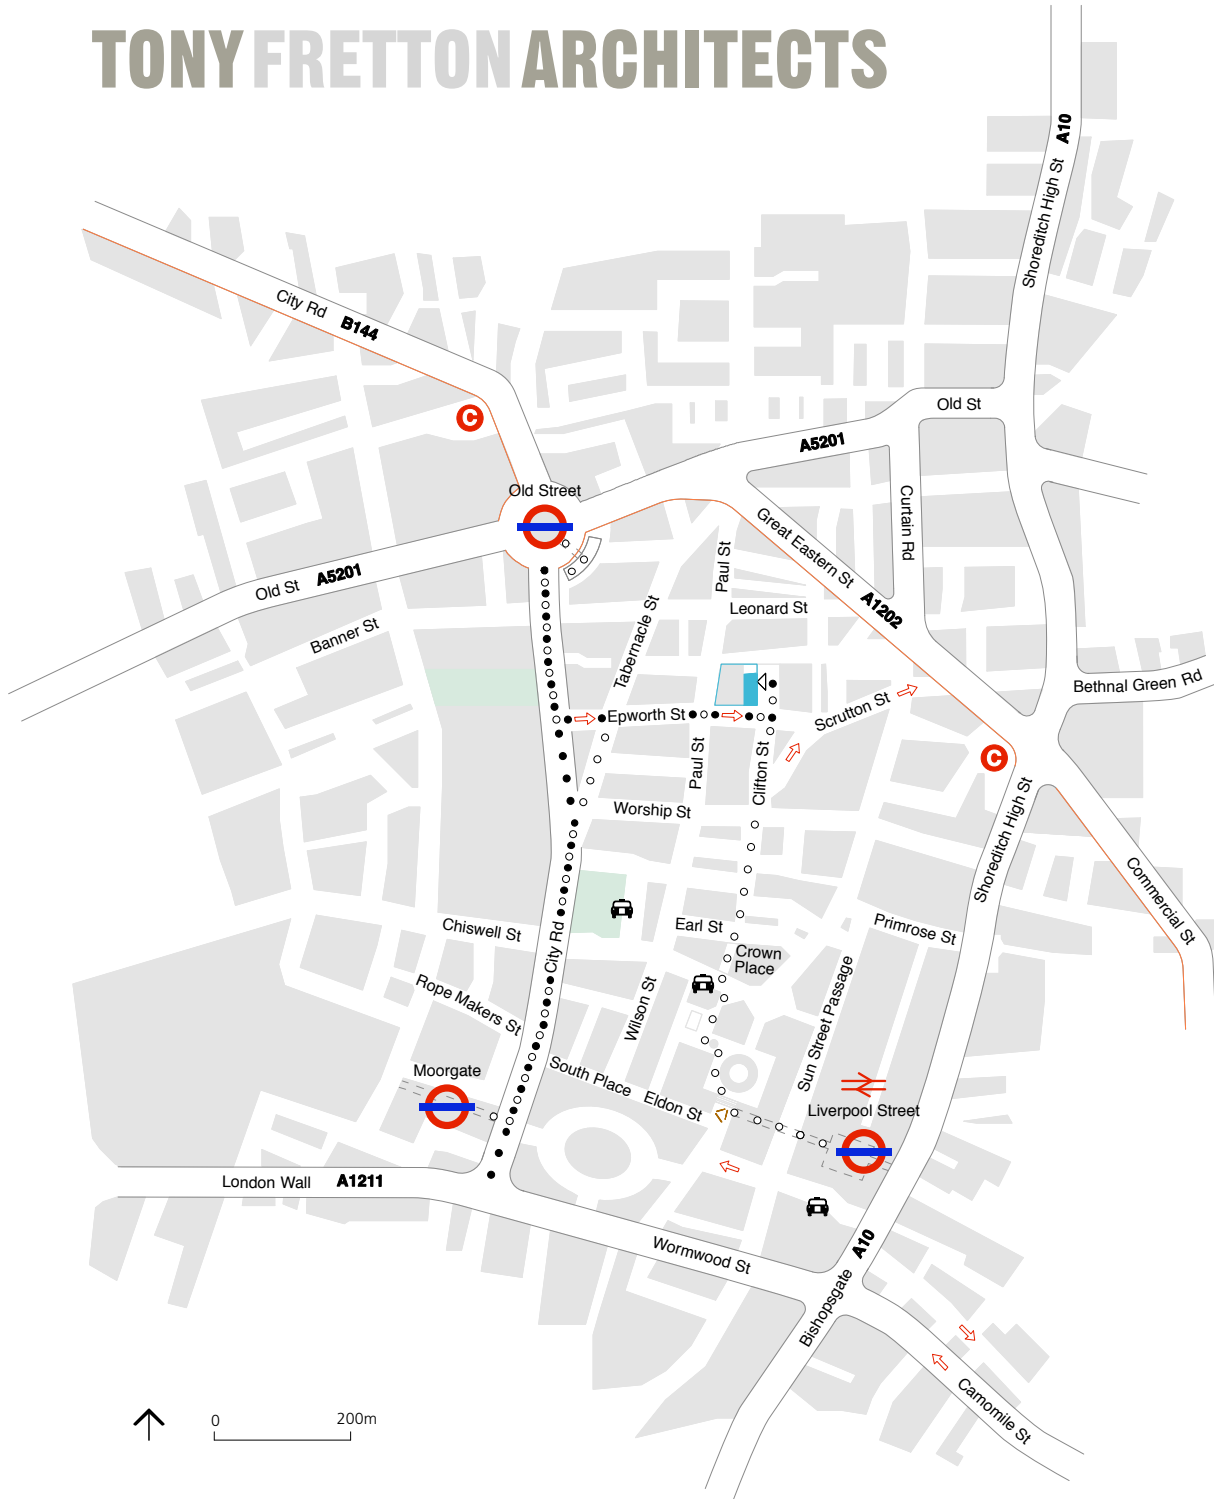 TONY FRETTON ARCHITECTS
A10
Shoreditch High St
City Rd B144
C
Old St
A5201
Old Street
Curtain Rd
Great Eastern St A1202
Paul St
Old St A5201
Leonard St
Banner St
Tabernacle St
Bethnal Green Rd
Scrutton St
Epworth St
Paul St
Clifton St
C
Worship St
Shoreditch High St
Commercial St
Chiswell St
City Rd
Earl St
Primrose St
Crown
Place
Rope Makers St
Wilson St
Sun Street Passage
Moorgate
South Place
Eldon St
Liverpool Street
London Wall A1211
Wormwood St
A10
Bishopsgate
Camomile St
0 200m